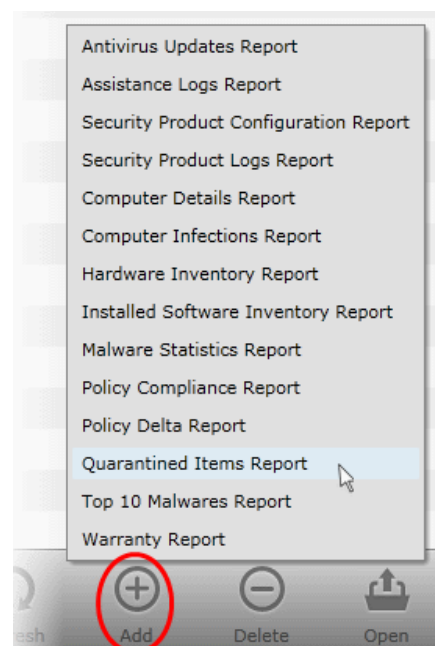 Antivirus Updates Report
Assistance Logs Report
Security Product Configuration Report
Security Product Logs Report
Computer Details Report
Computer Infections Report
Hardware Inventory Report
Installed Software Inventory Report
Malware Statistics Report
Policy Compliance Report
Policy Delta Report
Quarantined Items Report
Top 10 Malwares Report
Warranty Report
Add Delete Open